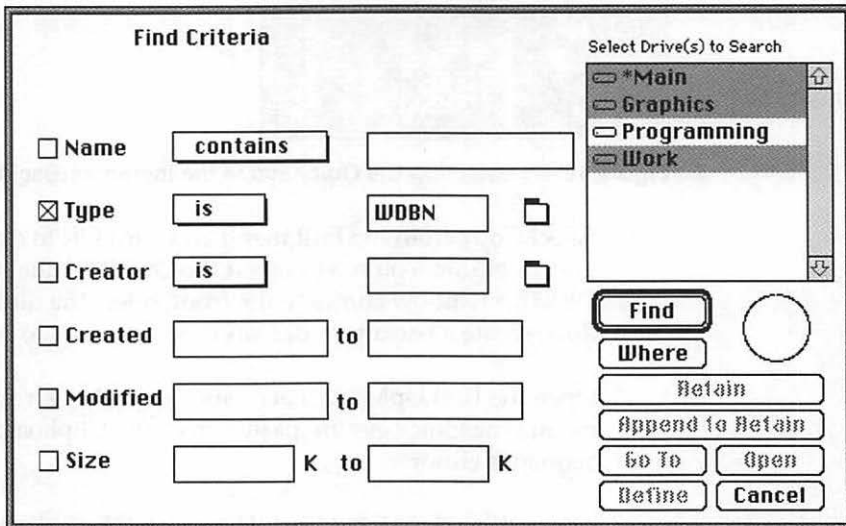 Find Criteria
Select Drive(s) to Search
*Main
Graphics
Programming
Work
Name contains
Type is WDBN
Creator is
Created to
Modified to
Size K to K
Find
Where
Retain
Append to Retain
Go To Open
Define Cancel